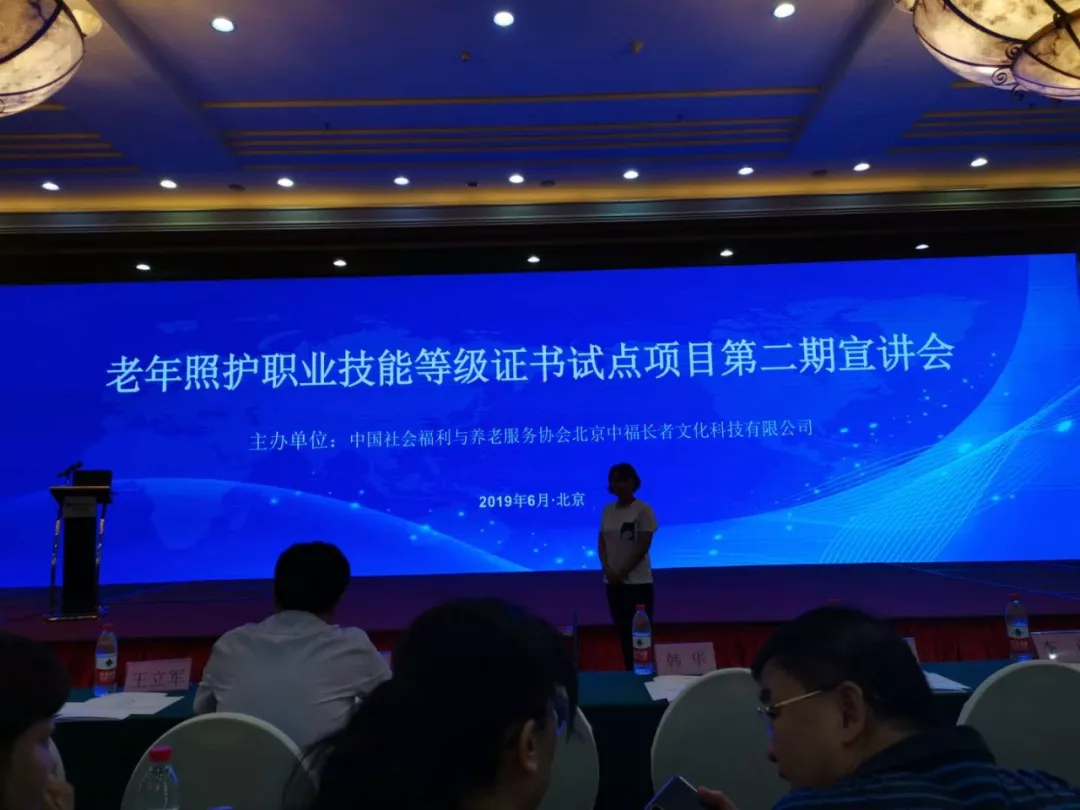 老年照护职业技能等级证书试点项目第二期宣讲会
主办单位：中国社会福利与养老服务协会北京中福长者文化科技有限公司
2019年6月·北京
王立军
韩华